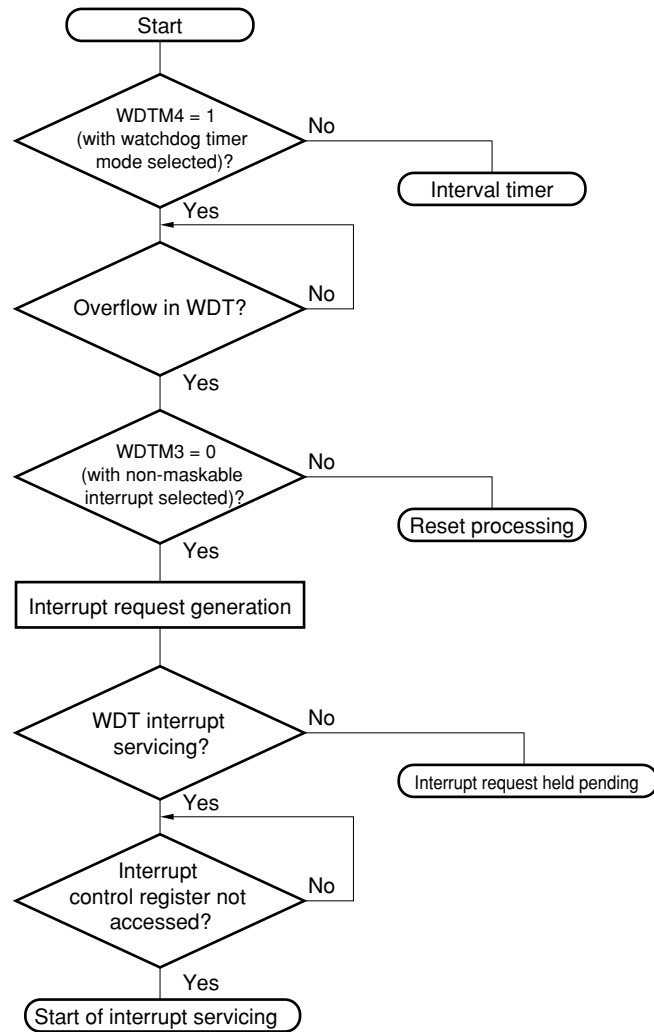 Start
WDTM4 = 1
(with watchdog timer
mode selected)?
No
Interval timer
Yes
Overflow in WDT?
No
Yes
WDTM3 = 0
(with non-maskable
interrupt selected)?
No
Reset processing
Yes
Interrupt request generation
WDT interrupt
servicing?
No
Interrupt request held pending
Yes
Interrupt
control register not
accessed?
No
Yes
Start of interrupt servicing